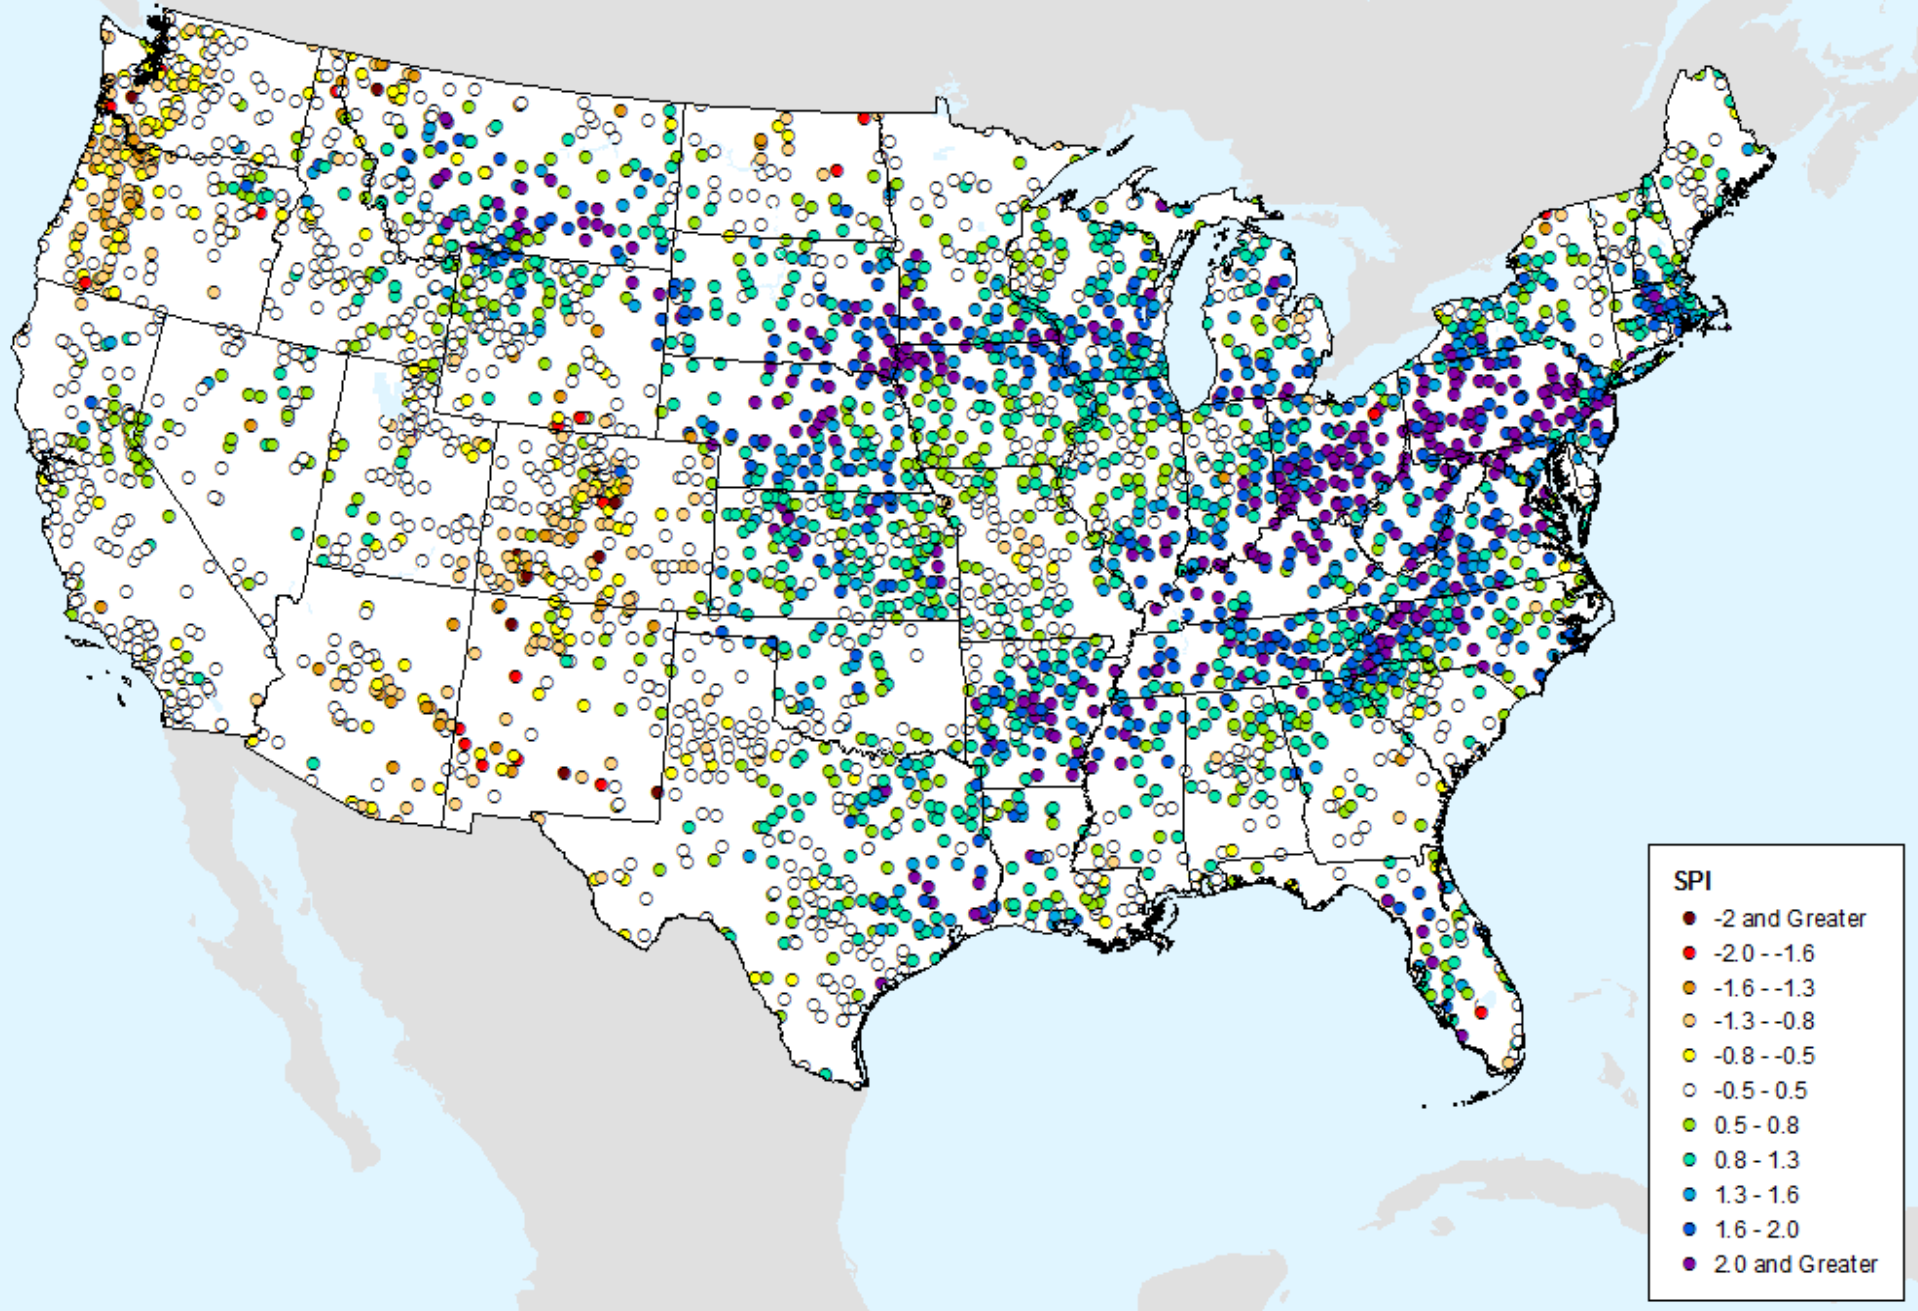 SPI
-2 and Greater
-2.0 - -1.6
-1.6 - -1.3
-1.3 - -0.8
-0.8 - -0.5
-0.5 - 0.5
0.5 - 0.8
0.8 - 1.3
1.3 - 1.6
1.6 - 2.0
2.0 and Greater